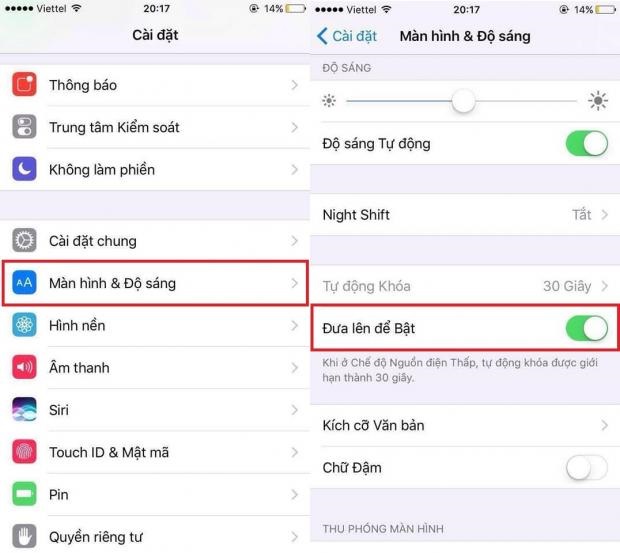 Viettel 20:17 14%
Cài đặt
Thông báo
Trung tâm Kiểm soát
Không làm phiền
Cài đặt chung
AA Màn hình & Độ sáng
Hình nền
Âm thanh
Siri
Touch ID & Mật mã
Pin
Quyền riêng tư
Viettel 20:17 14%
Cài đặt Màn hình & Độ sáng
ĐỘ SÁNG
Độ sáng Tự động
Night Shift Tắt
Tự động Khóa 30 Giây
Đưa lên để Bật
Khi ở Chế độ Nguồn điện Thấp, tự động khóa được giới
hạn thành 30 giây.
Kích cỡ Văn bản
Chữ Đậm
THU PHÓNG MÀN HÌNH